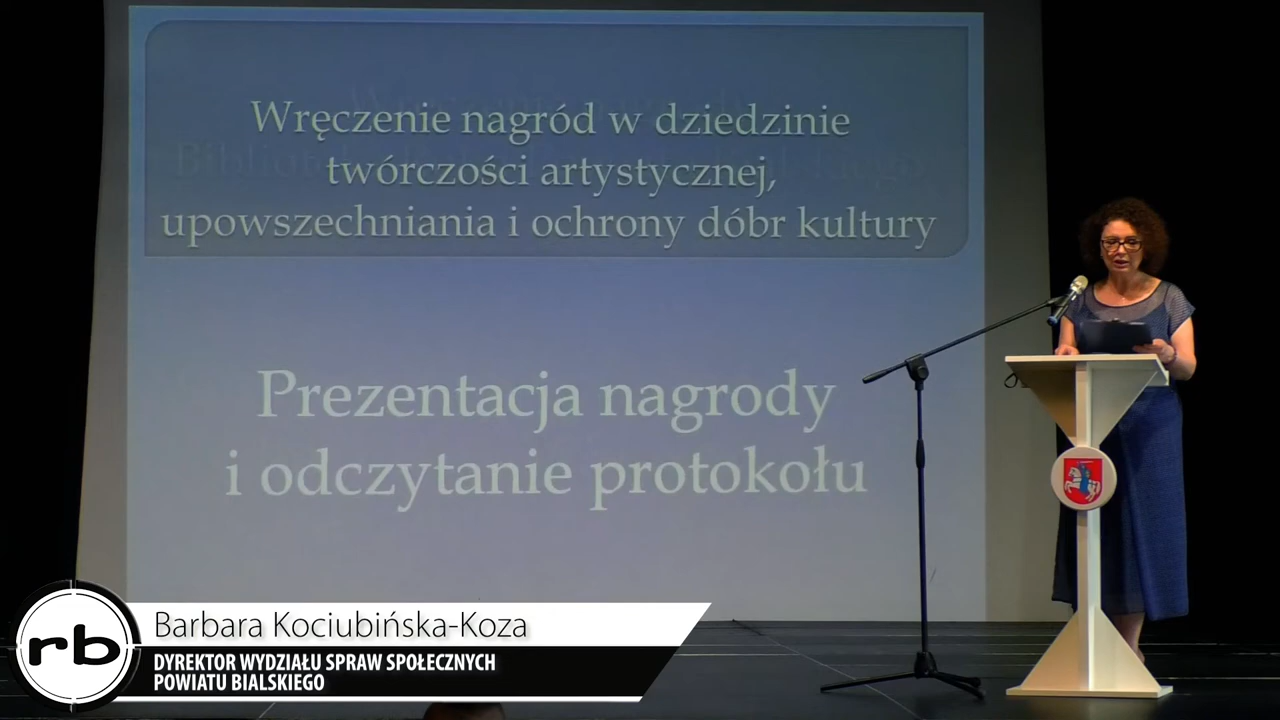 Wręczenie nagród w dziedzinie
twórczości artystycznej,
upowszechniania i ochrony dóbr kultury
Prezentacja nagrody
i odczytanie protokołu
rb
Barbara Kociubińska-Koza
DYREKTOR WYDZIAŁU SPRAW SPOŁECZNYCH
POWIATU BIALSKIEGO